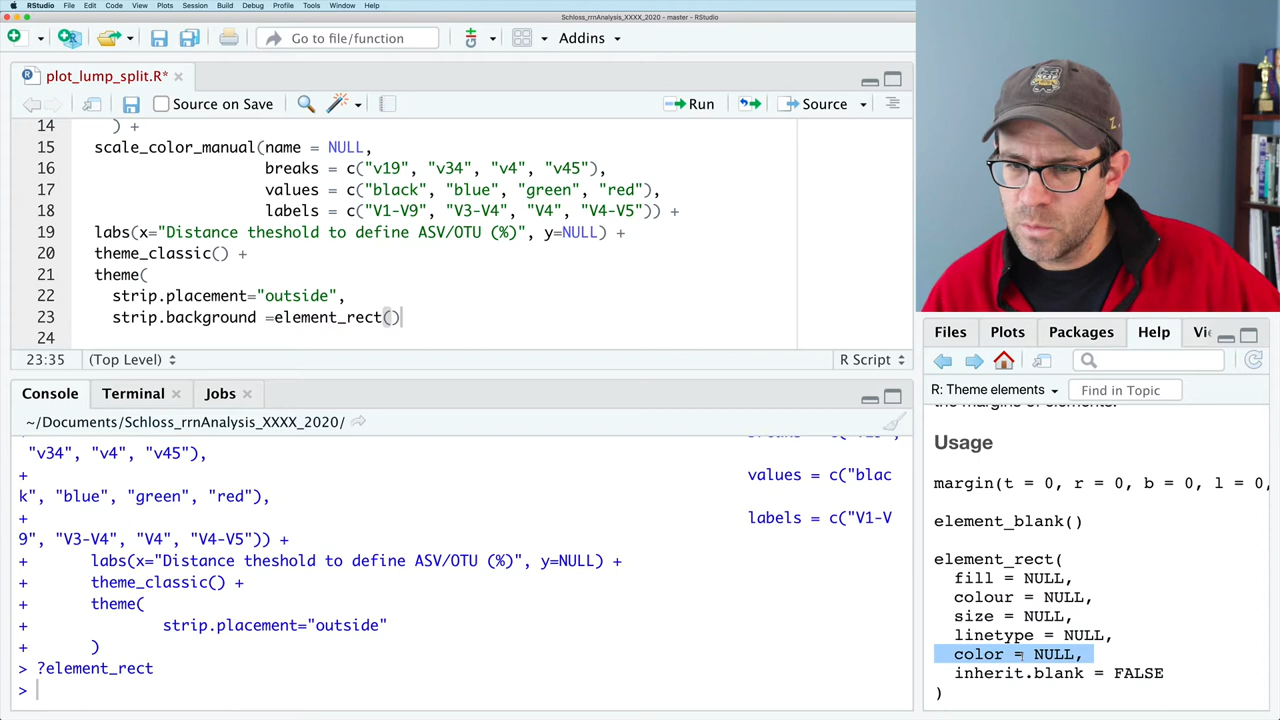 RStudio File Edit Code View Plots Session Build Debug Profile Tools Window Help
Schloss_rrnAnalysis_XXXX_2020 - master - RStudio
Go to file/function Addins
plot_lump_split.R*
Source on Save Run Source
14 ) +
15 scale_color_manual(name = NULL,
16 breaks = c("v19", "v34", "v4", "v45"),
17 values = c("black", "blue", "green", "red"),
18 labels = c("V1-V9", "V3-V4", "V4", "V4-V5")) +
19 labs(x="Distance theshold to define ASV/OTU (%)", y=NULL) +
20 theme_classic() +
21 theme(
22 strip.placement="outside",
23 strip.background =element_rect()
24
23:35 (Top Level) R Script
Console Terminal Jobs
~/Documents/Schloss_rrnAnalysis_XXXX_2020/
"v34", "v4", "v45"),
+ values = c("blac
k", "blue", "green", "red"),
+ labels = c("V1-V
9", "V3-V4", "V4", "V4-V5")) +
+ labs(x="Distance theshold to define ASV/OTU (%)", y=NULL) +
+ theme_classic() +
+ theme(
+ strip.placement="outside"
+ )
> ?element_rect
>
Files Plots Packages Help Vi
R: Theme elements Find in Topic
the margins of elements.
Usage
margin(t = 0, r = 0, b = 0, l = 0,
element_blank()
element_rect(
fill = NULL,
colour = NULL,
size = NULL,
linetype = NULL,
color = NULL,
inherit.blank = FALSE
)